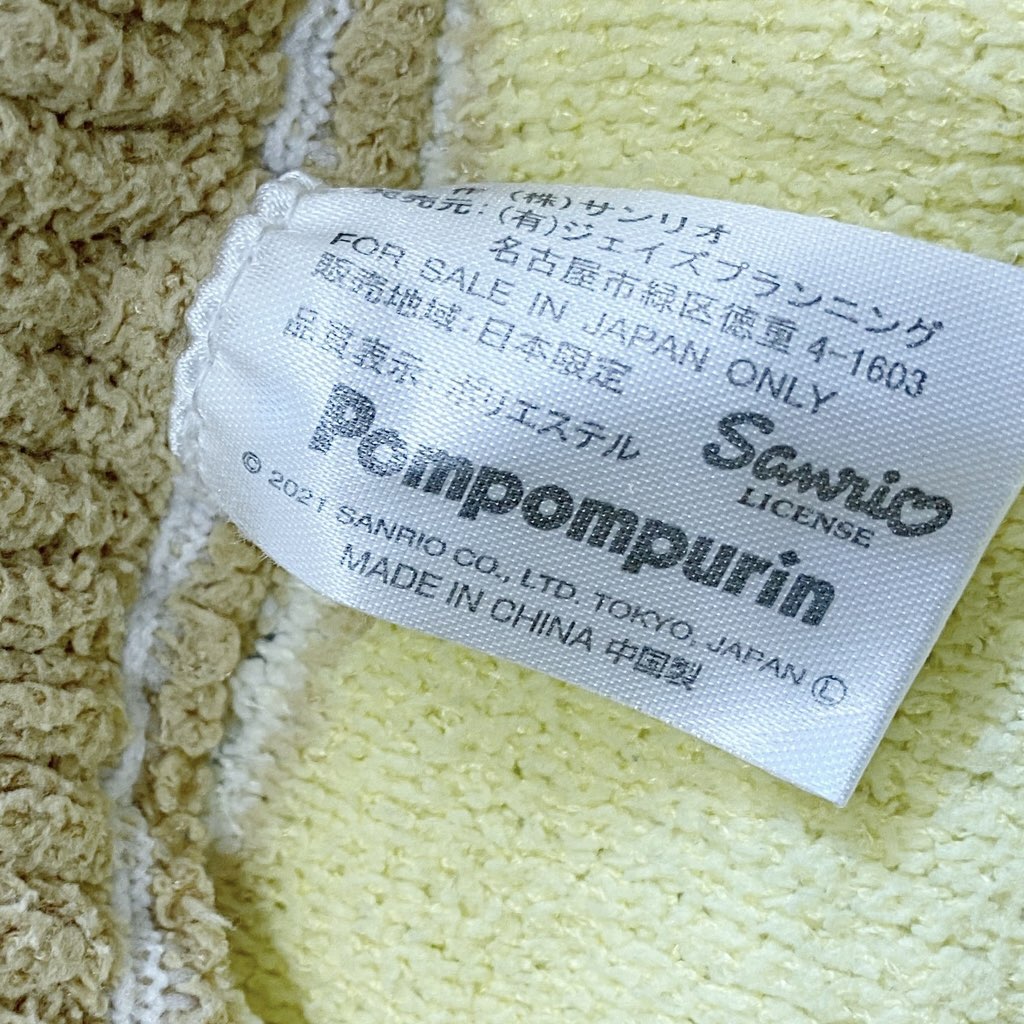 作 (株)サンリオ
発元:(有)ジェイズプランニング
名古屋市緑区徳重 4-1603
FOR SALE IN JAPAN ONLY
販売地域:日本限定
品質表示:ポリエステル
Sanrio
LICENSE
Pompompurin
© 2021 SANRIO CO., LTD. TOKYO, JAPAN Ⓛ
MADE IN CHINA 中国製